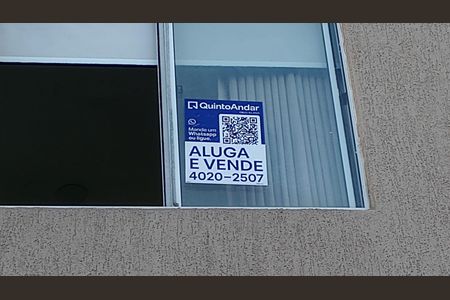 QuintoAndar
Mande um
Whatsapp
ou ligue.
ALUGA
E VENDE
4020-2507